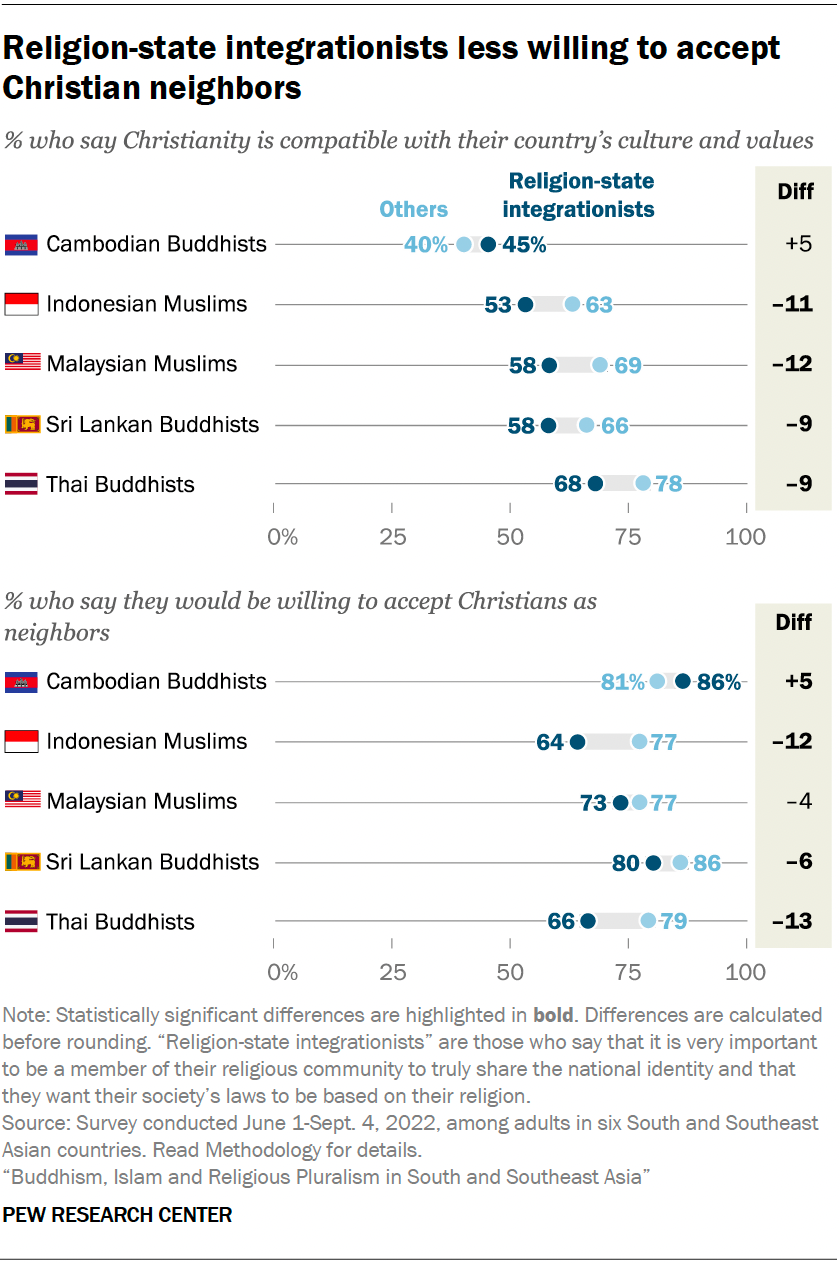 Religion-state integrationists less willing to accept
Christian neighbors
% who say Christianity is compatible with their country’s culture and values
Religion-state
Others integrationists Diff
Cambodian Buddhists 40% 45% +5
Indonesian Muslims 53 63 –11
Malaysian Muslims 58 69 –12
Sri Lankan Buddhists 58 66 –9
Thai Buddhists 68 78 –9
0% 25 50 75 100
% who say they would be willing to accept Christians as
neighbors
Diff
Cambodian Buddhists 81% 86% +5
Indonesian Muslims 64 77 –12
Malaysian Muslims 73 77 –4
Sri Lankan Buddhists 80 86 –6
Thai Buddhists 66 79 –13
0% 25 50 75 100
Note: Statistically significant differences are highlighted in bold. Differences are calculated
before rounding. “Religion-state integrationists” are those who say that it is very important
to be a member of their religious community to truly share the national identity and that
they want their society’s laws to be based on their religion.
Source: Survey conducted June 1-Sept. 4, 2022, among adults in six South and Southeast
Asian countries. Read Methodology for details.
“Buddhism, Islam and Religious Pluralism in South and Southeast Asia”
PEW RESEARCH CENTER